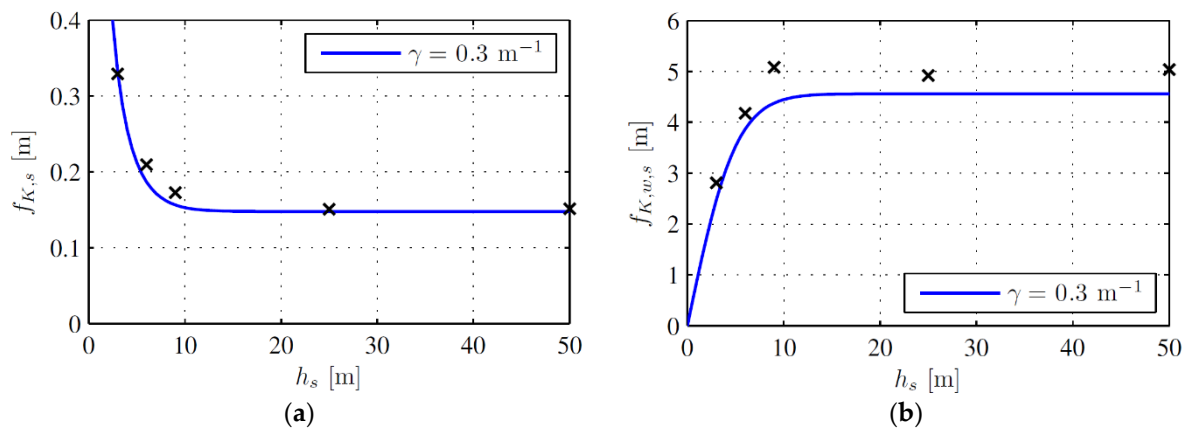 0.4
0.3
0.2
0.1
0
f_{K,s} [m]
γ = 0.3 m⁻¹
0 10 20 30 40 50
h_s [m]
(a)
6
5
4
3
2
1
0
f_{K,w,s} [m]
γ = 0.3 m⁻¹
0 10 20 30 40 50
h_s [m]
(b)